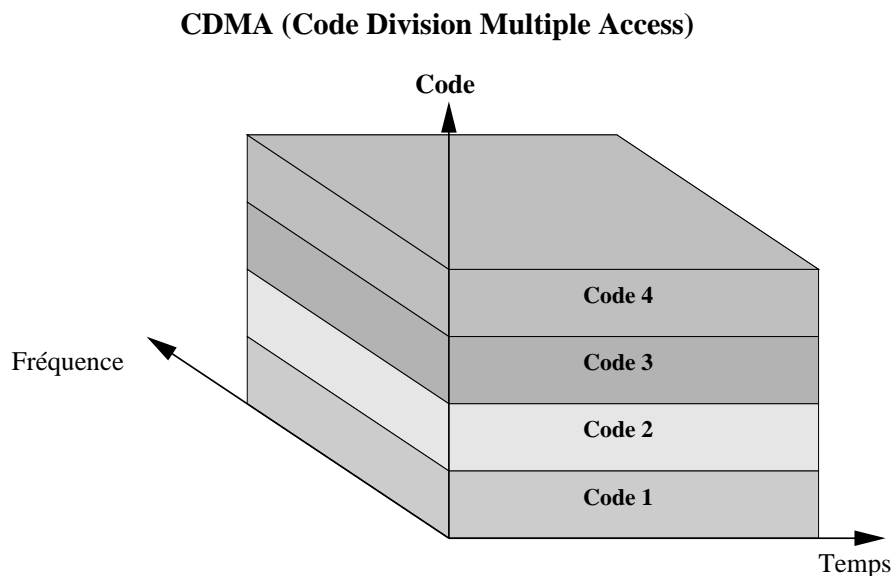 CDMA (Code Division Multiple Access)
Code
Code 4
Code 3
Fréquence
Code 2
Code 1
Temps